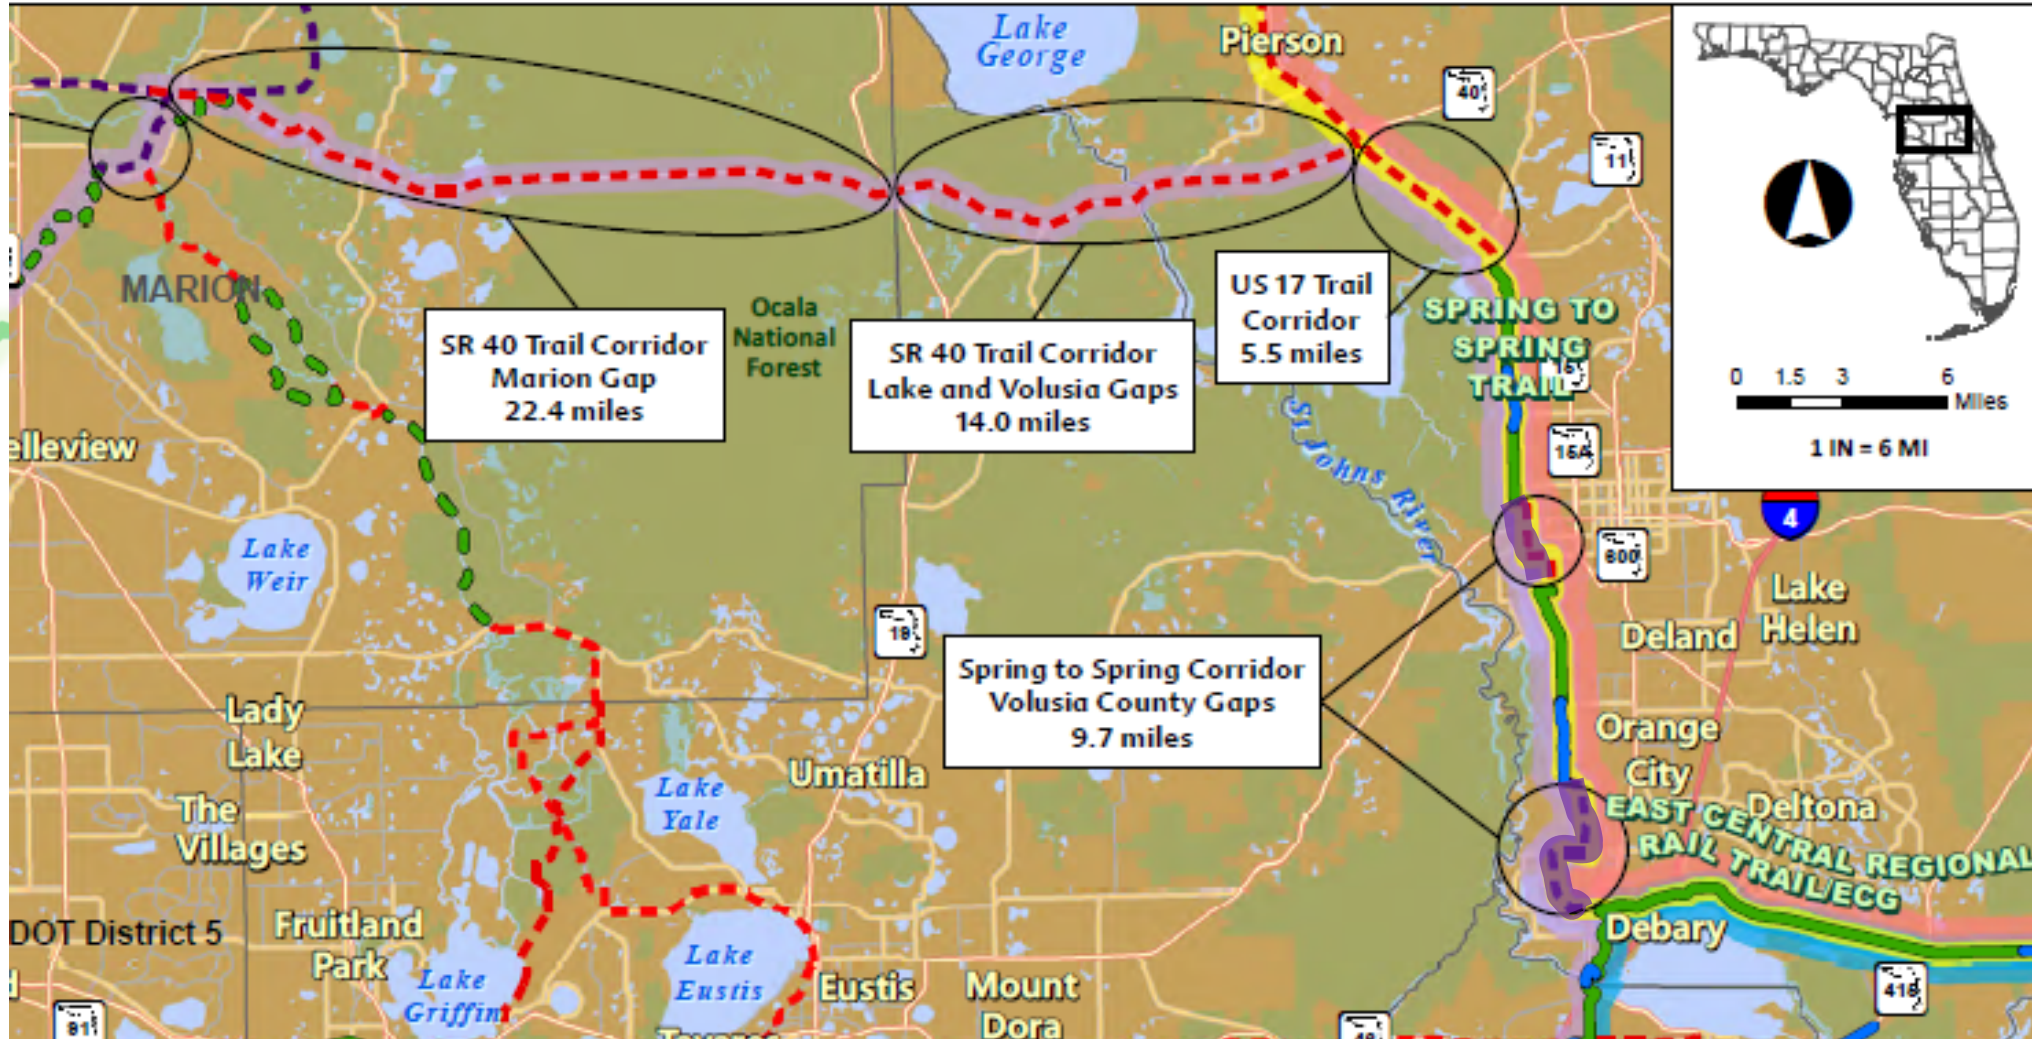 Lake
George
Pierson
40
11
MARION
Ocala
National
Forest
SR 40 Trail Corridor
Marion Gap
22.4 miles
SR 40 Trail Corridor
Lake and Volusia Gaps
14.0 miles
US 17 Trail
Corridor
5.5 miles
SPRING TO
SPRING
TRAIL
15A
0 1.5 3 6
Miles
1 IN = 6 MI
elleview
St Johns River
4
Lake
Weir
19
600
Lake
Helen
Deland
Spring to Spring Corridor
Volusia County Gaps
9.7 miles
Lady
Lake
Orange
City
The
Villages
Umatilla
Lake
Yale
Deltona
EAST CENTRAL REGIONAL
RAIL TRAIL/ECG
DOT District 5
Fruitland
Park
Lake
Griffin
Lake
Eustis
Eustis
Mount
Dora
Debary
d